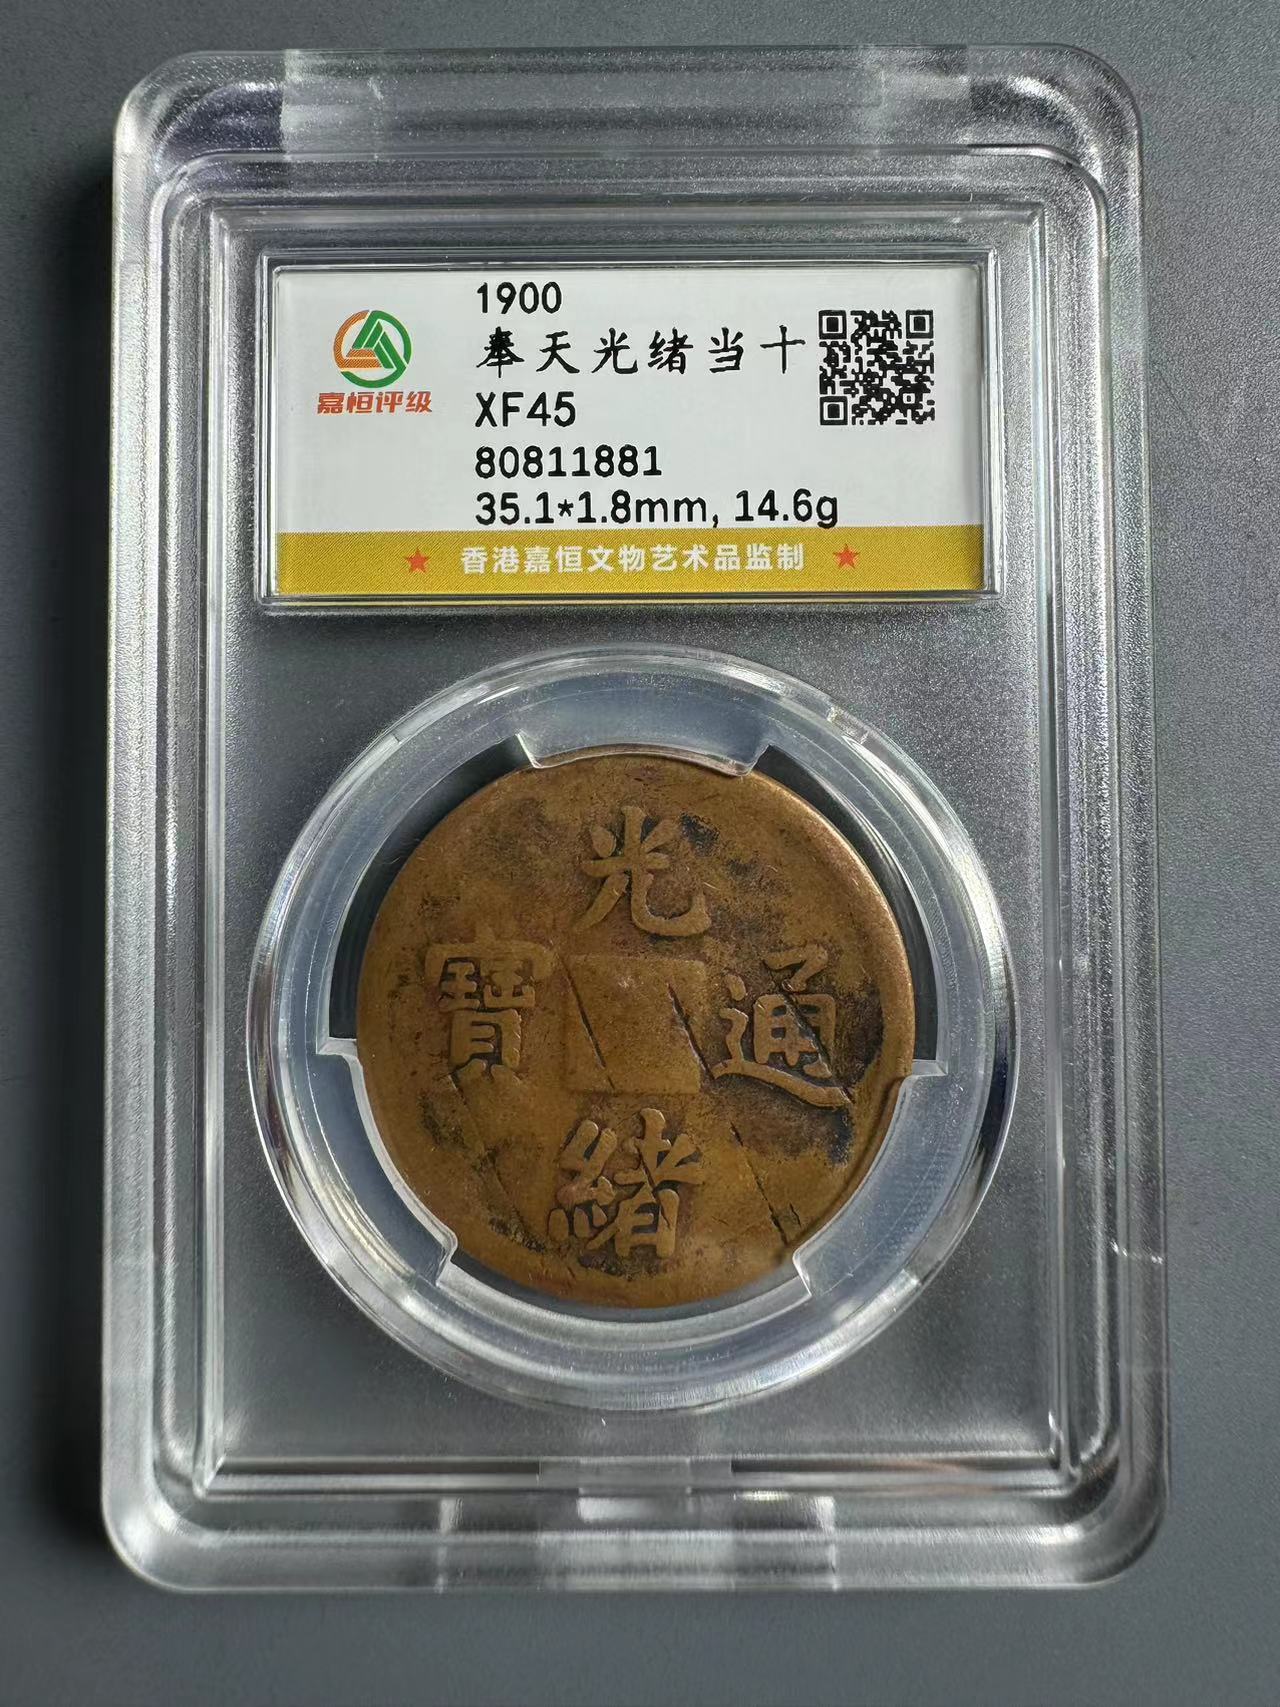 嘉恒评级
1900
奉天光绪当十
XF45
80811881
35.1*1.8mm, 14.6g
★ 香港嘉恒文物艺术品监制 ★
光
寶 通
緒